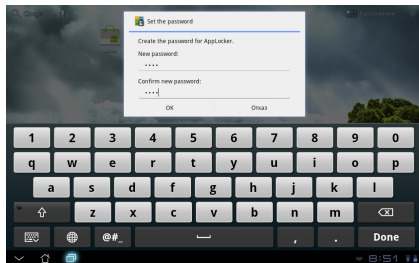 Google
Set the password
Create the password for AppLocker.
New password:
••••
Confirm new password:
••••
OK Отказ
1 2 3 4 5 6 7 8 9 0
q w e r t y u i o p
a s d f g h j k l
z x c v b n m
@#_ , . Done
8:51